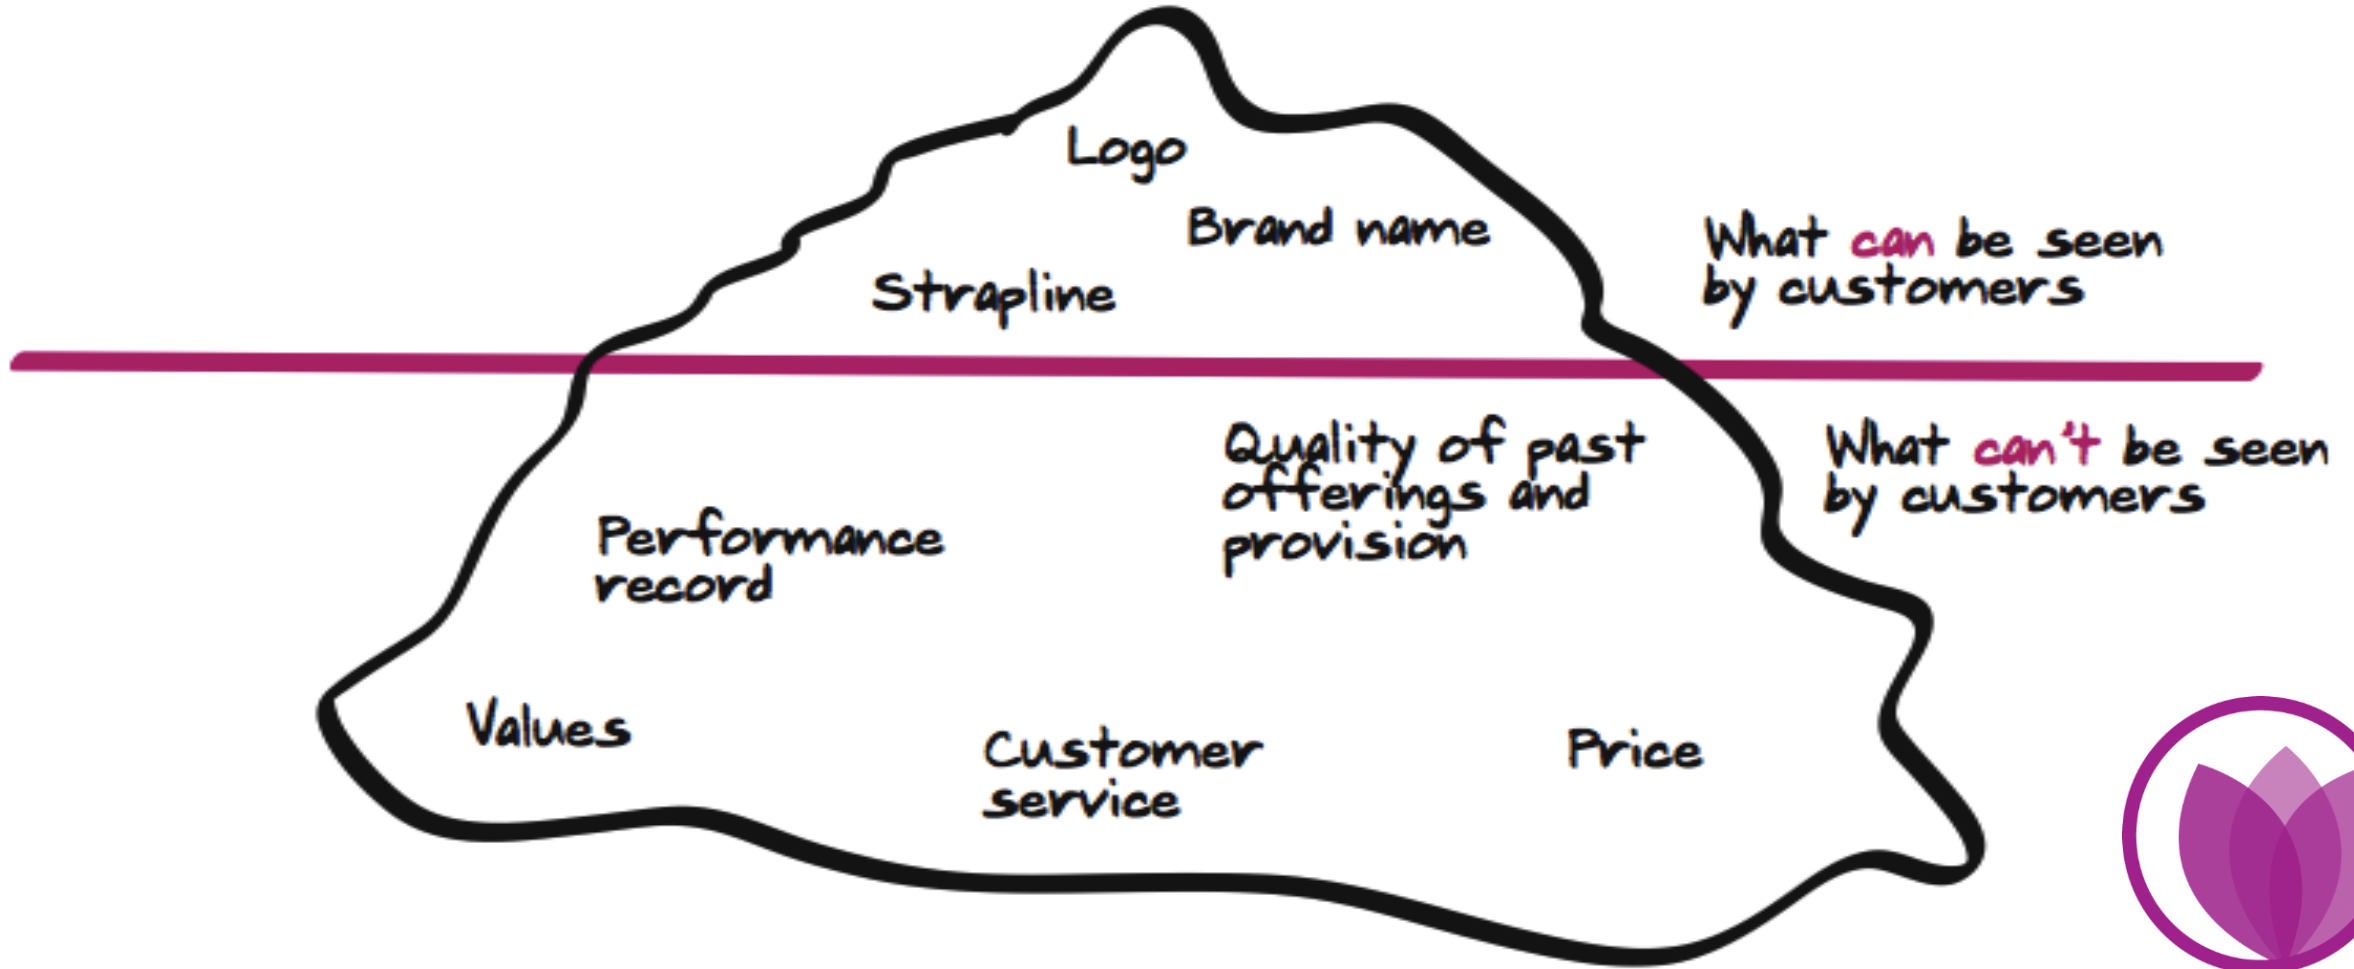 Logo
Brand name
Strapline
What can be seen
by customers
Quality of past
offerings and
provision
What can't be seen
by customers
Performance
record
Values
Customer
service
Price